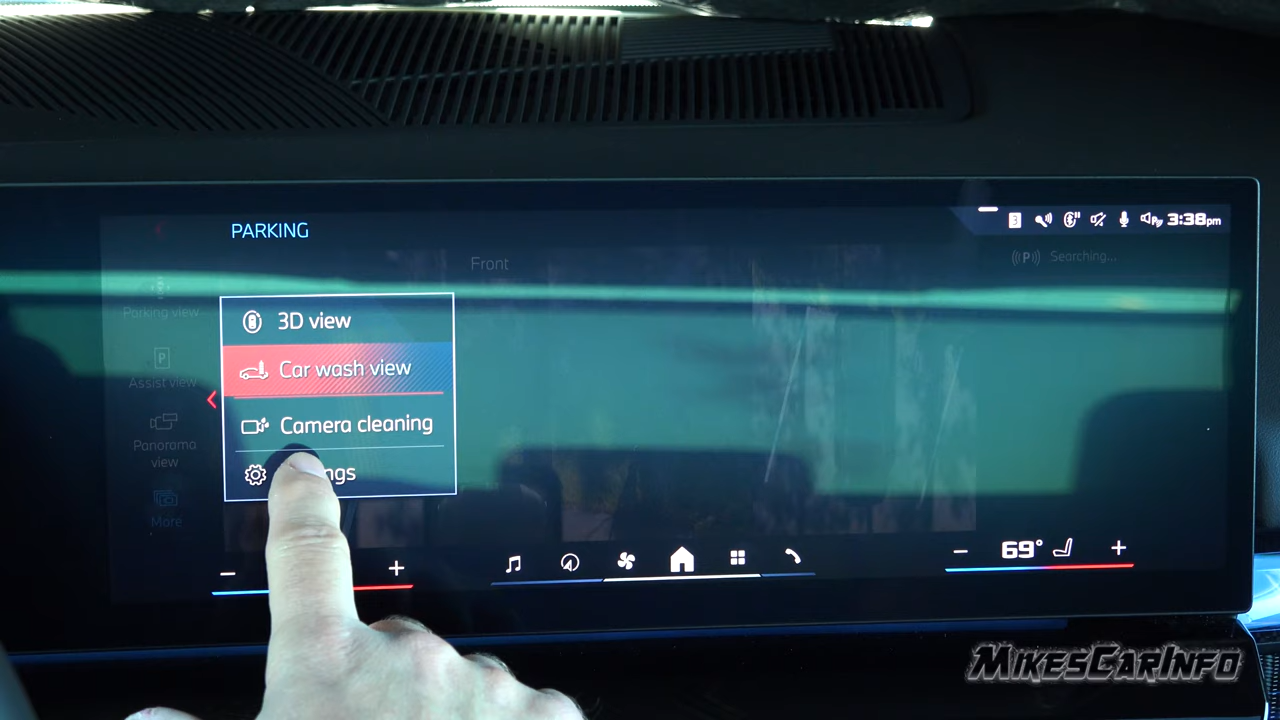 PARKING
3:38pm
Front
((P)) Searching...
Parking view
Assist view
Panorama
view
More
3D view
Car wash view
Camera cleaning
69°
MIKESCARINFO